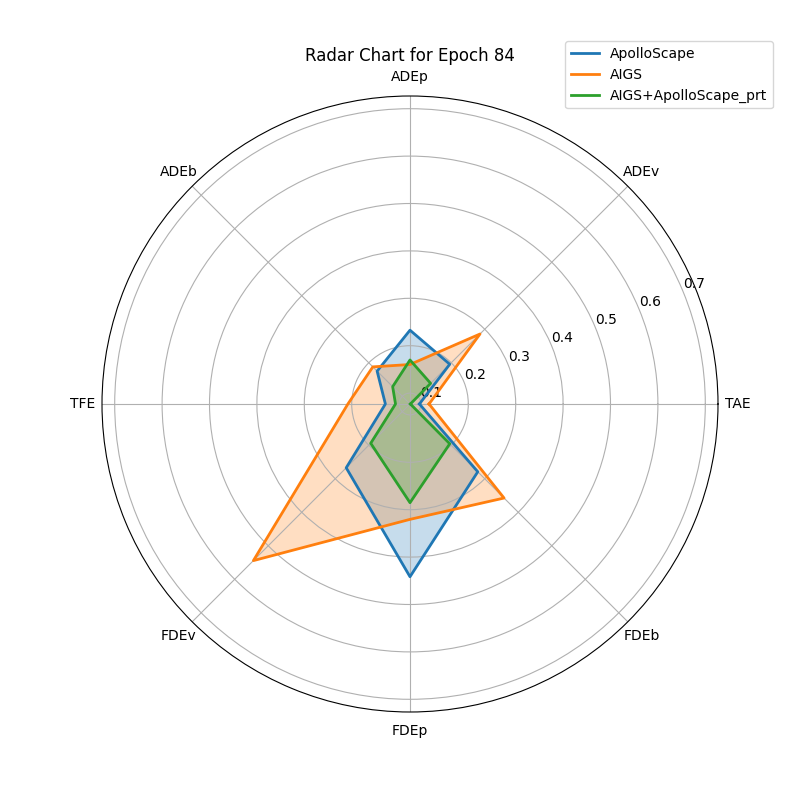 Radar Chart for Epoch 84
ApolloScape
AIGS
AIGS+ApolloScape_prt
ADEp
ADEb
ADEv
0.7
0.6
0.5
0.4
0.3
0.2
0.1
TFE
TAE
FDEv
FDEb
FDEp